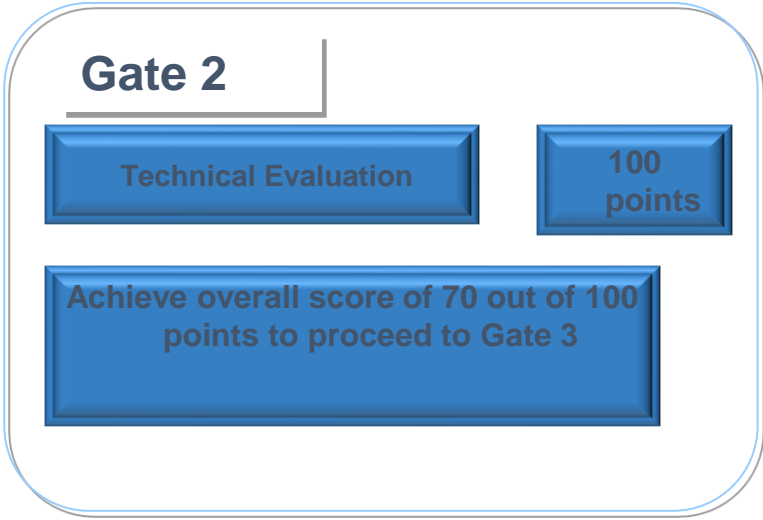 Gate 2
Technical Evaluation
100
points
Achieve overall score of 70 out of 100
points to proceed to Gate 3